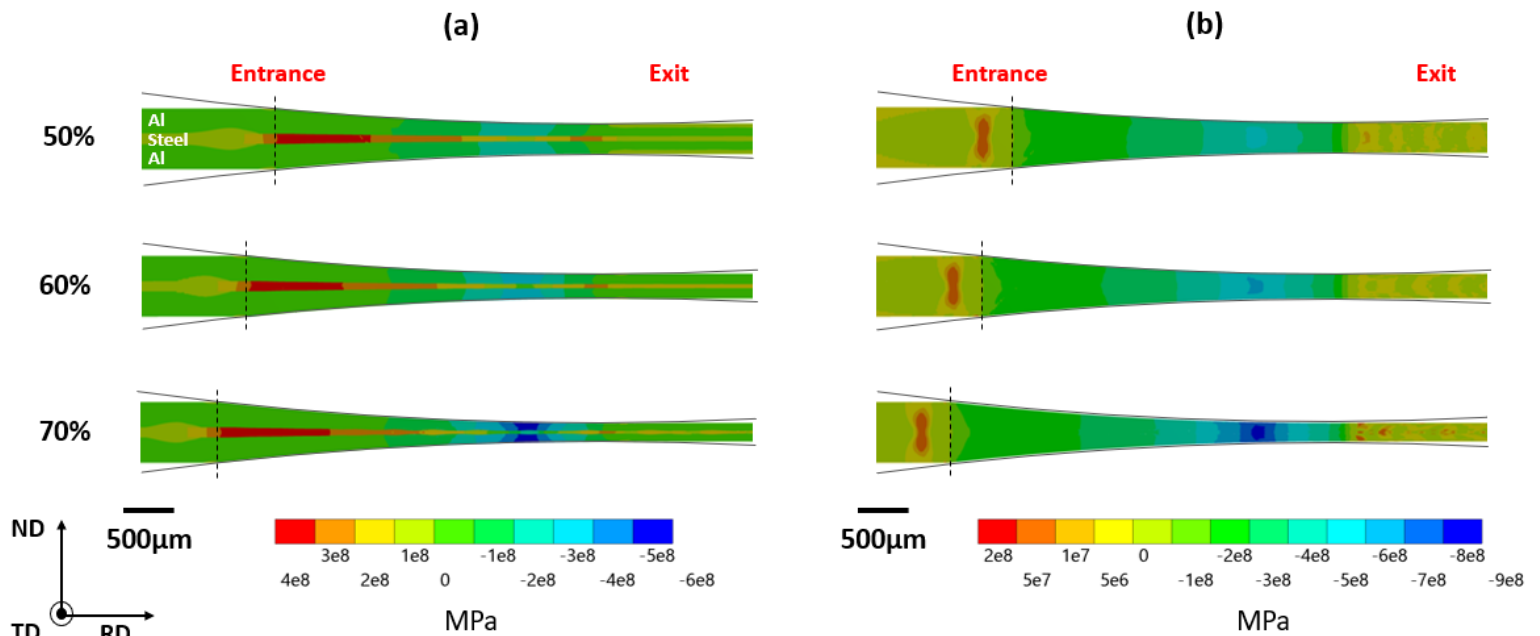 (a) (b)
Entrance Exit Entrance Exit
50%
Al
Steel
Al
60%
70%
ND
500μm 500μm
3e8 1e8 -1e8 -3e8 -5e8
4e8 2e8 0 -2e8 -4e8 -6e8
2e8 1e7 0 -2e8 -4e8 -6e8 -8e8
5e7 5e6 -1e8 -3e8 -5e8 -7e8 -9e8
TD RD
MPa MPa